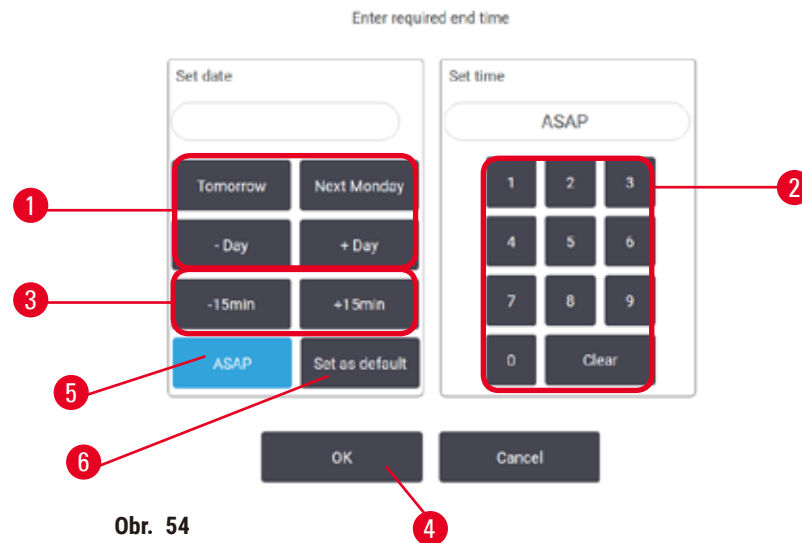 Enter required end time
Set date
Set time
ASAP
Tomorrow
Next Monday
- Day
+ Day
-15min
+15min
ASAP
Set as default
1
2
3
4
5
6
7
8
9
0
Clear
OK
Cancel
1
2
3
5
6
4
Obr. 54